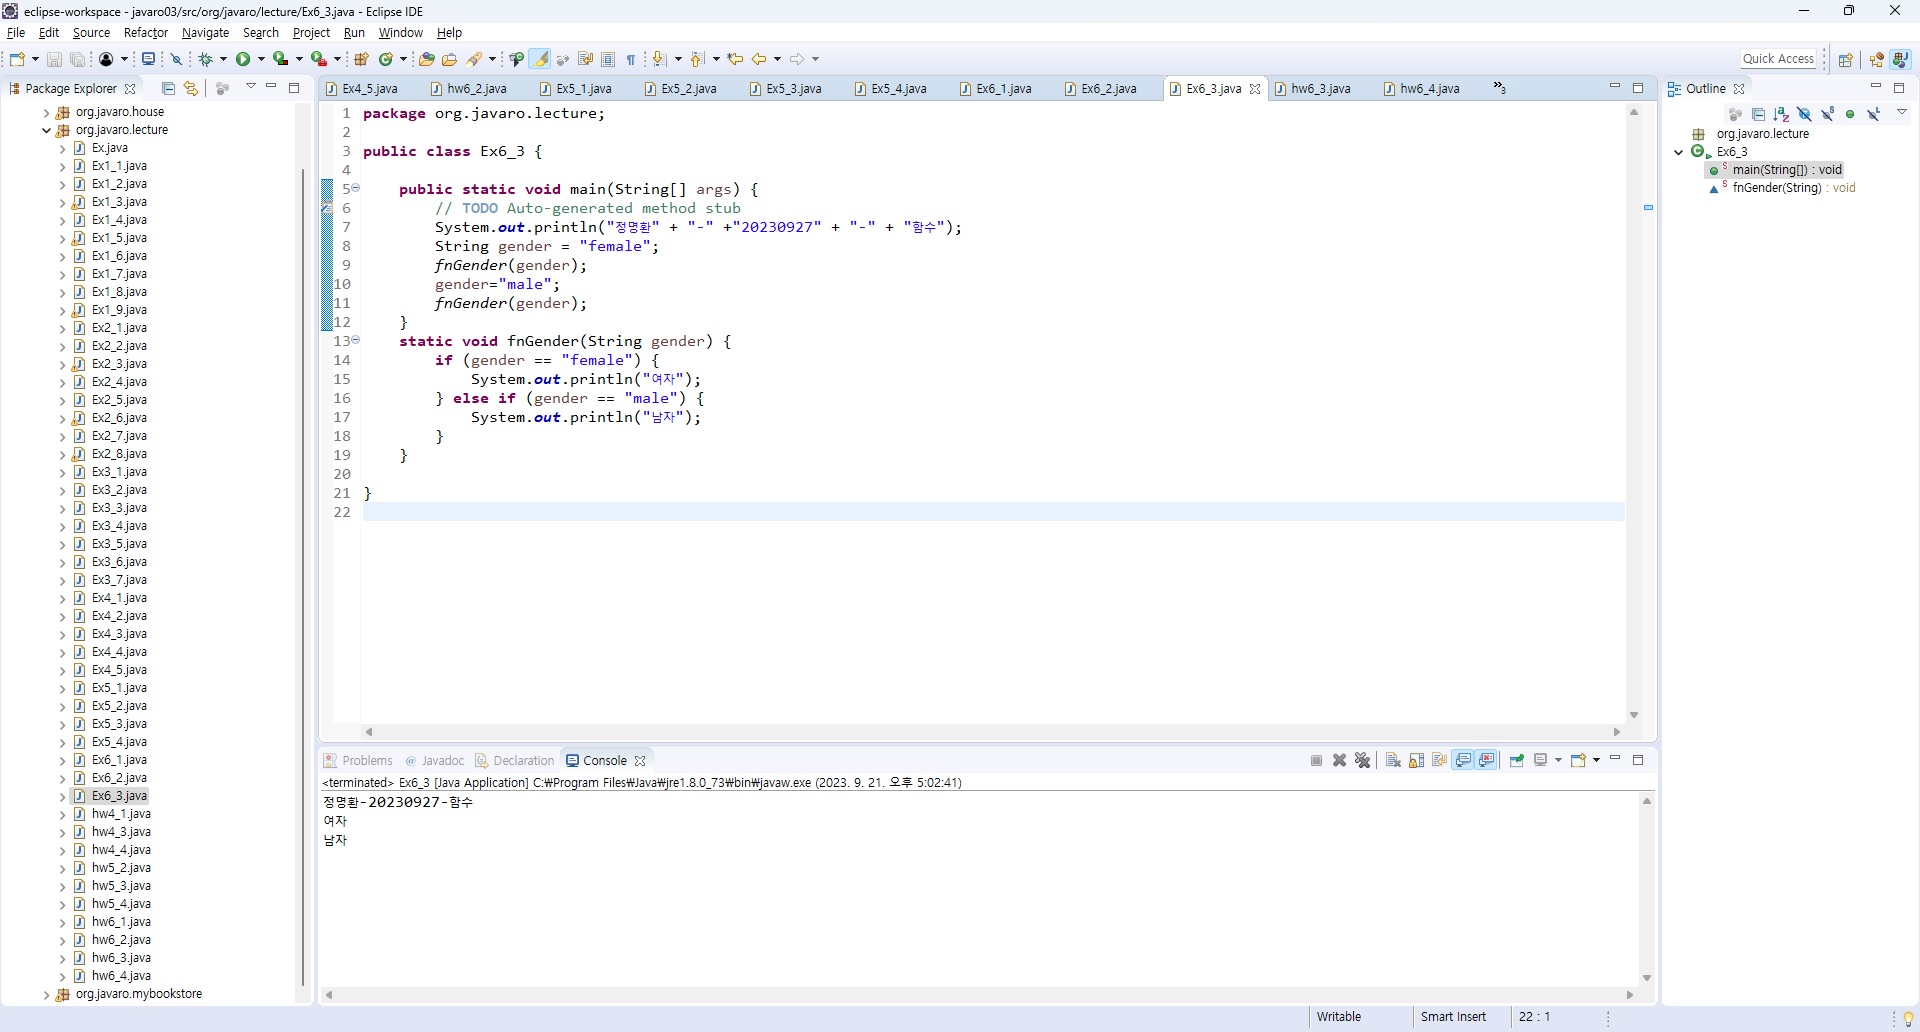 eclipse-workspace - javaro03/src/org/javaro/lecture/Ex6_3.java - Eclipse IDE
File Edit Source Refactor Navigate Search Project Run Window Help
Quick Access
Package Explorer
org.javaro.house
org.javaro.lecture
Ex.java
Ex1_1.java
Ex1_2.java
Ex1_3.java
Ex1_4.java
Ex1_5.java
Ex1_6.java
Ex1_7.java
Ex1_8.java
Ex1_9.java
Ex2_1.java
Ex2_2.java
Ex2_3.java
Ex2_4.java
Ex2_5.java
Ex2_6.java
Ex2_7.java
Ex2_8.java
Ex3_1.java
Ex3_2.java
Ex3_3.java
Ex3_4.java
Ex3_5.java
Ex3_6.java
Ex3_7.java
Ex4_1.java
Ex4_2.java
Ex4_3.java
Ex4_4.java
Ex4_5.java
Ex5_1.java
Ex5_2.java
Ex5_3.java
Ex5_4.java
Ex6_1.java
Ex6_2.java
Ex6_3.java
hw4_1.java
hw4_3.java
hw4_4.java
hw5_2.java
hw5_3.java
hw5_4.java
hw6_1.java
hw6_2.java
hw6_3.java
hw6_4.java
org.javaro.mybookstore
Ex4_5.java hw6_2.java Ex5_1.java Ex5_2.java Ex5_3.java Ex5_4.java Ex6_1.java Ex6_2.java Ex6_3.java hw6_3.java hw6_4.java »3
1 package org.javaro.lecture;
2
3 public class Ex6_3 {
4
5 public static void main(String[] args) {
6 // TODO Auto-generated method stub
7 System.out.println("정명환" + "-" +"20230927" + "-" + "함수");
8 String gender = "female";
9 fnGender(gender);
10 gender="male";
11 fnGender(gender);
12 }
13 static void fnGender(String gender) {
14 if (gender == "female") {
15 System.out.println("여자");
16 } else if (gender == "male") {
17 System.out.println("남자");
18 }
19 }
20
21 }
22
Outline
org.javaro.lecture
Ex6_3
main(String[]) : void
fnGender(String) : void
Problems @ Javadoc Declaration Console
<terminated> Ex6_3 [Java Application] C:₩Program Files₩Java₩jre1.8.0_73₩bin₩javaw.exe (2023. 9. 21. 오후 5:02:41)
정명환-20230927-함수
여자
남자
Writable Smart Insert 22 : 1